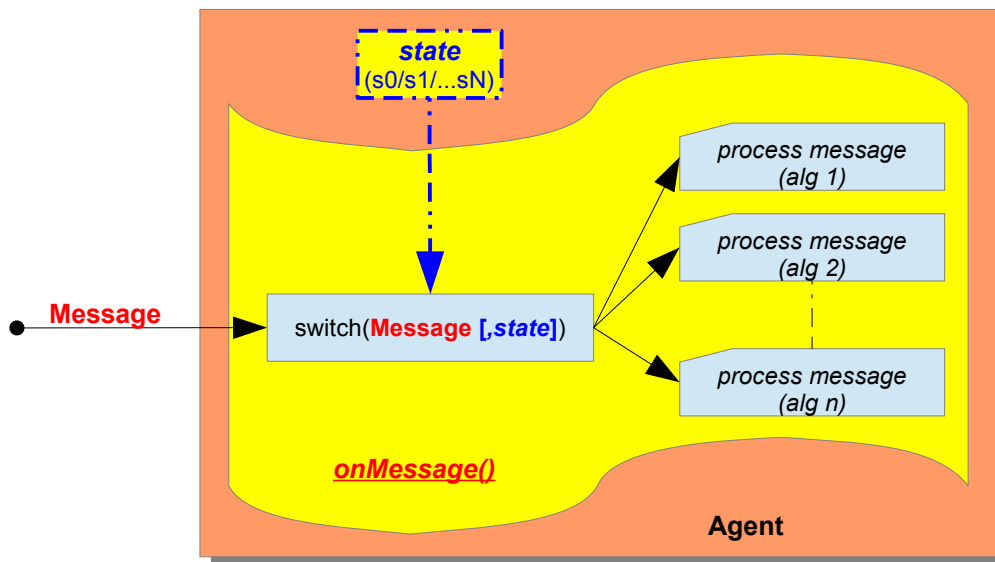 state
(s0/s1/...sN)
process message
(alg 1)
process message
(alg 2)
Message
switch(Message [,state])
process message
(alg n)
onMessage()
Agent